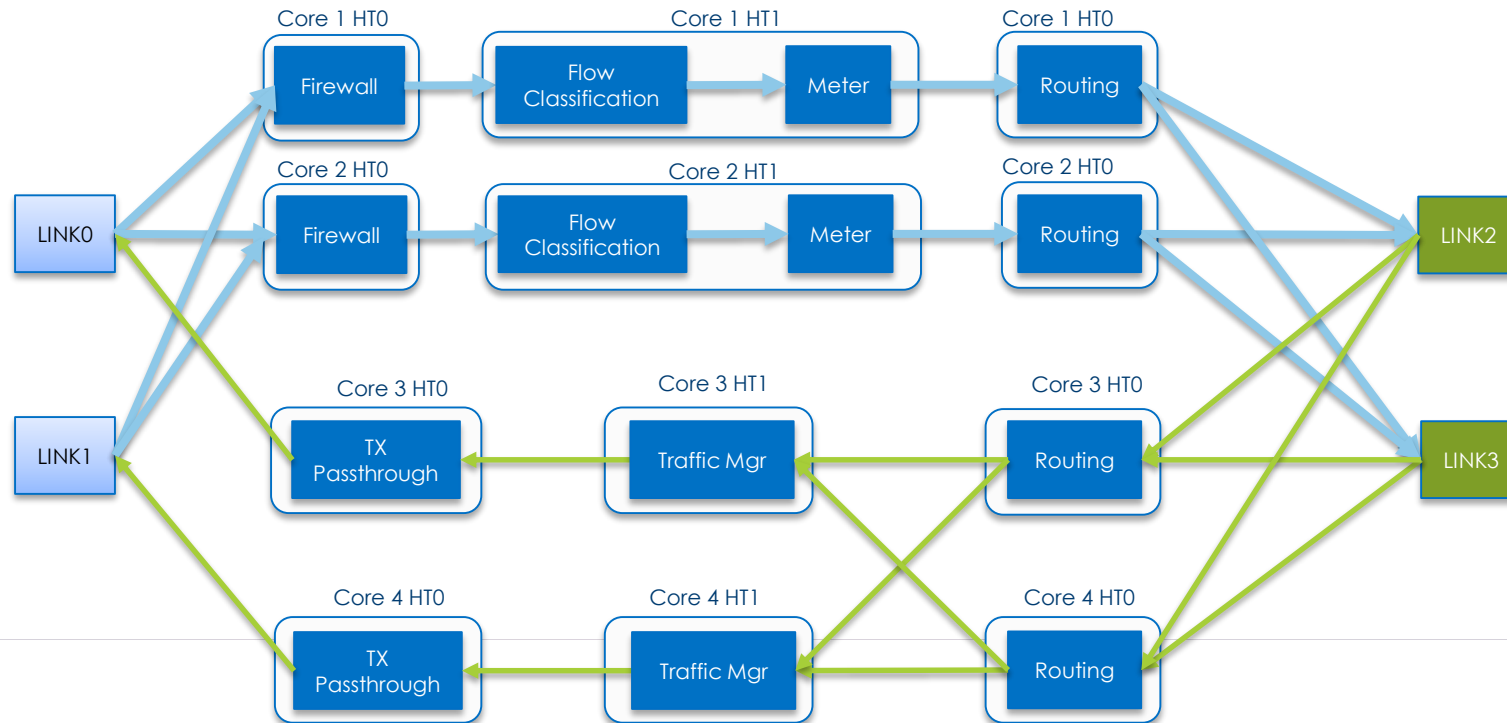 Core 1 HT0
Core 1 HT1
Core 1 HT0
Firewall
Flow
Classification
Meter
Routing
Core 2 HT0
Core 2 HT1
Core 2 HT0
LINK0
Firewall
Flow
Classification
Meter
Routing
LINK2
Core 3 HT0
Core 3 HT1
Core 3 HT0
LINK1
TX
Passthrough
Traffic Mgr
Routing
LINK3
Core 4 HT0
Core 4 HT1
Core 4 HT0
TX
Passthrough
Traffic Mgr
Routing